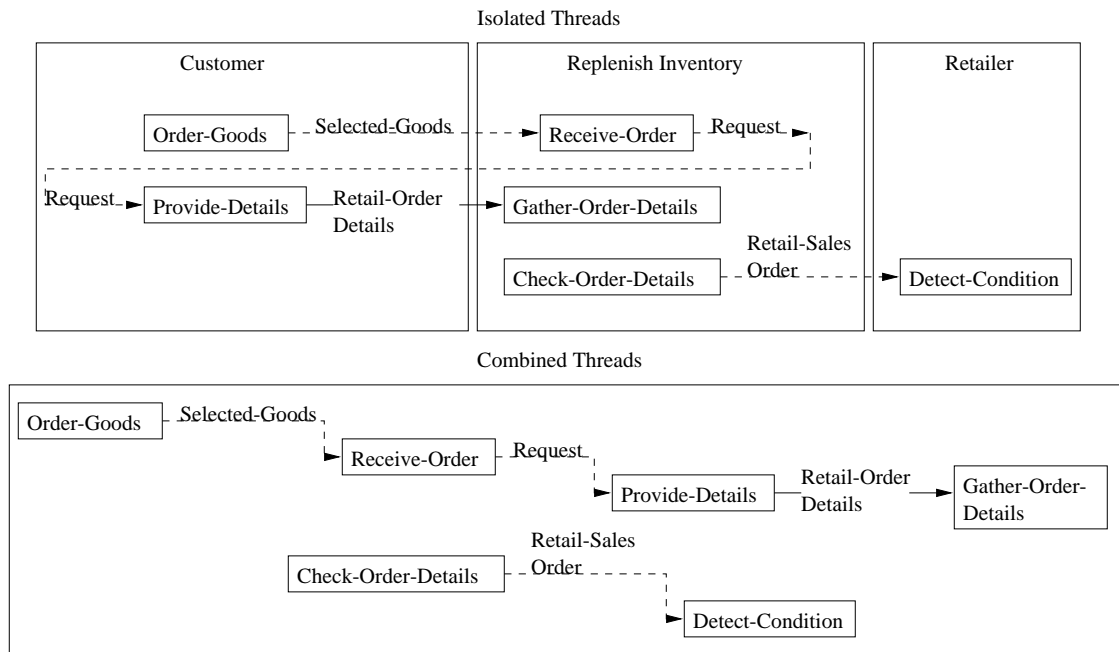 Isolated Threads
Customer
Replenish Inventory
Retailer
Order-Goods
Selected-Goods
Receive-Order
Request
Request
Provide-Details
Retail-Order
Details
Gather-Order-Details
Retail-Sales
Order
Check-Order-Details
Detect-Condition
Combined Threads
Order-Goods
Selected-Goods
Receive-Order
Request
Provide-Details
Retail-Order
Details
Gather-Order-
Details
Retail-Sales
Order
Check-Order-Details
Detect-Condition